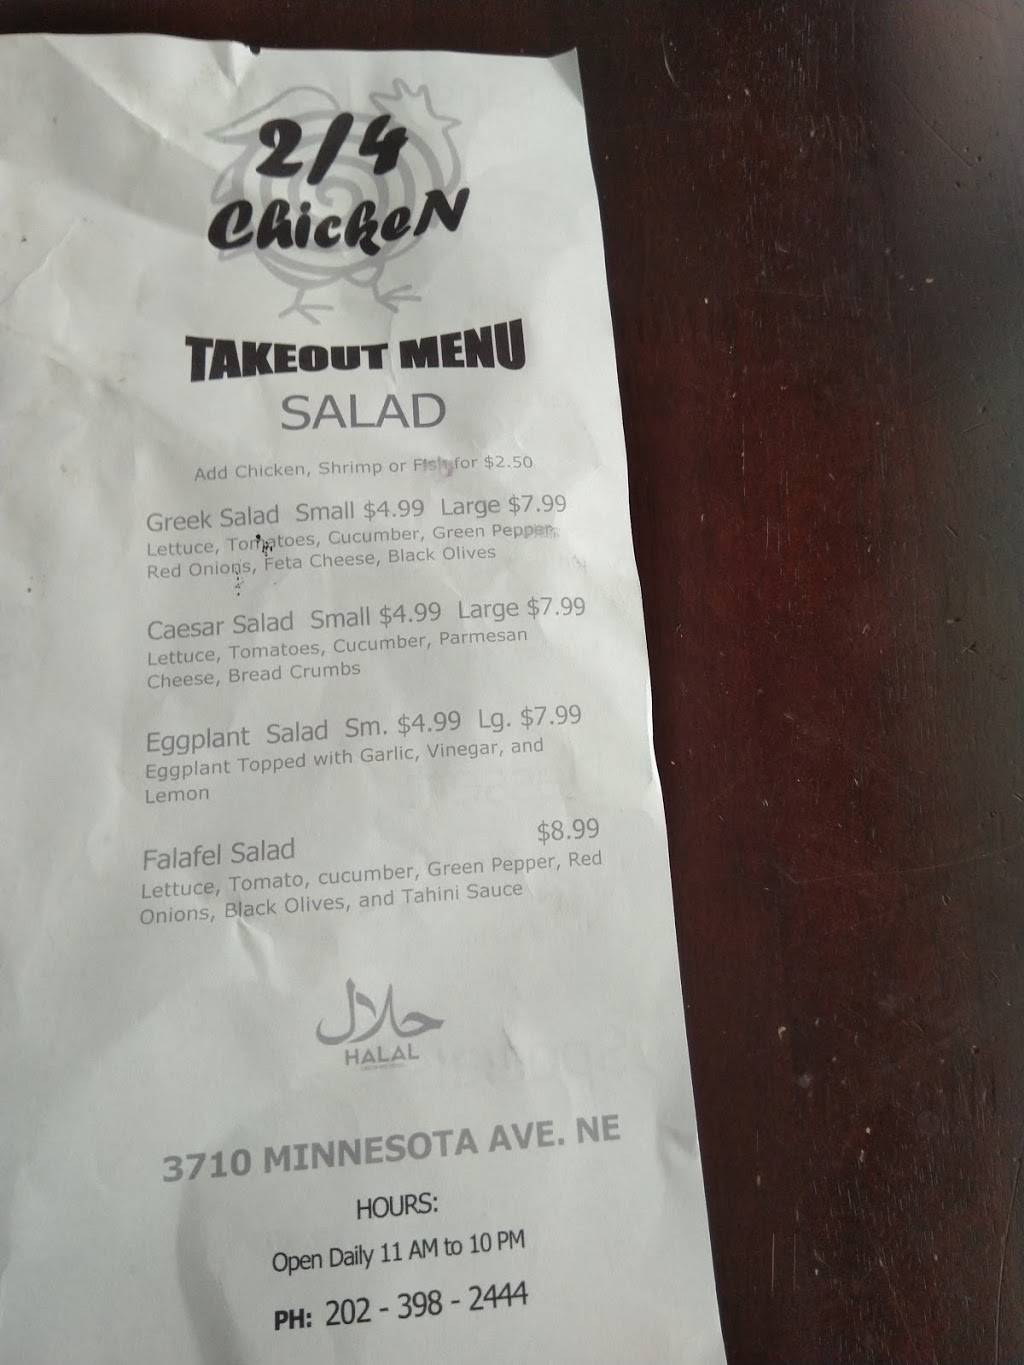 2/4
ChickeN
TAKEOUT MENU
SALAD
Add Chicken, Shrimp or Fish for $2.50
Greek Salad Small $4.99 Large $7.99
Lettuce, Tomatoes, Cucumber, Green Pepper,
Red Onions, Feta Cheese, Black Olives
Caesar Salad Small $4.99 Large $7.99
Lettuce, Tomatoes, Cucumber, Parmesan
Cheese, Bread Crumbs
Eggplant Salad Sm. $4.99 Lg. $7.99
Eggplant Topped with Garlic, Vinegar, and
Lemon
Falafel Salad $8.99
Lettuce, Tomato, cucumber, Green Pepper, Red
Onions, Black Olives, and Tahini Sauce
حلال
HALAL
3710 MINNESOTA AVE. NE
HOURS:
Open Daily 11 AM to 10 PM
PH: 202 - 398 - 2444